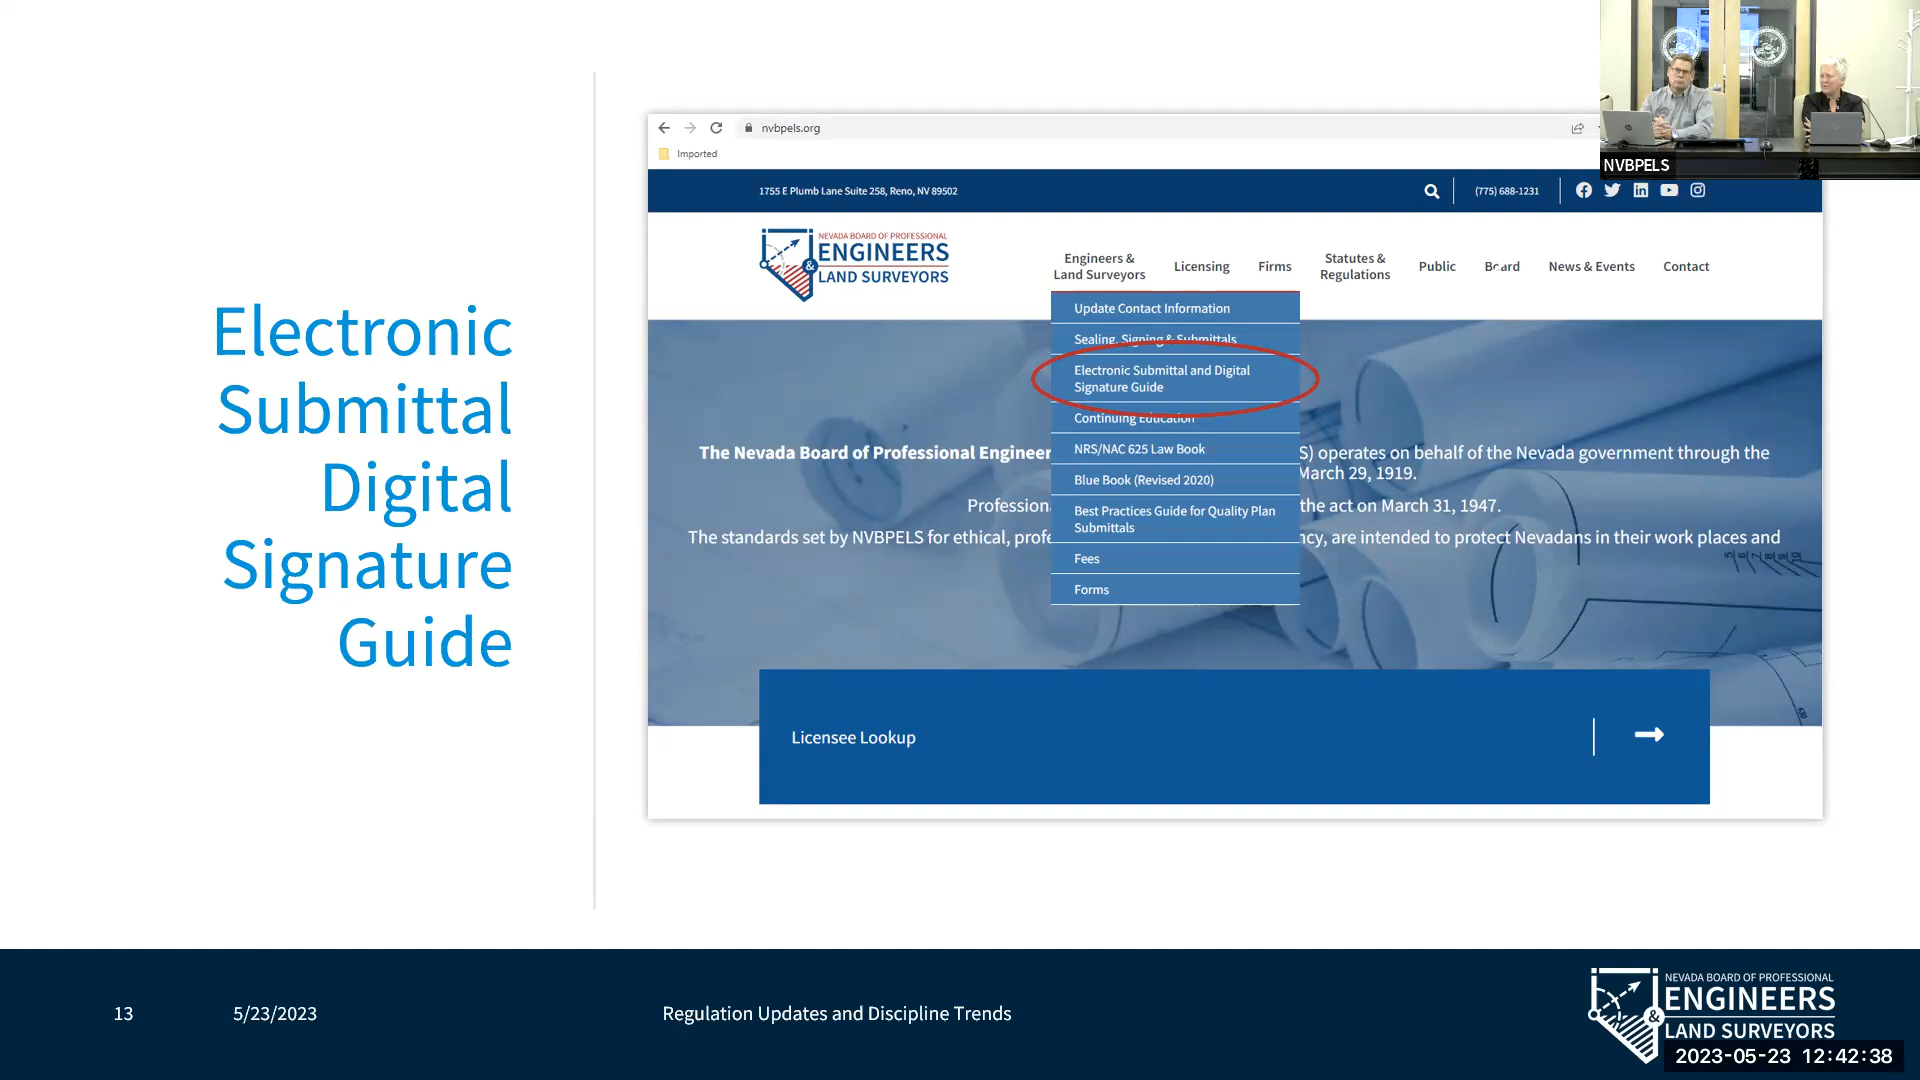 Electronic
Submittal
Digital
Signature
Guide
nvbpels.org
Imported
1755 E Plumb Lane Suite 258, Reno, NV 89502
(775) 688-1231
NEVADA BOARD OF PROFESSIONAL
ENGINEERS
&
LAND SURVEYORS
Engineers &
Land Surveyors
Licensing
Firms
Statutes &
Regulations
Public
Board
News & Events
Contact
Update Contact Information
Sealing, Signing & Submittals
Electronic Submittal and Digital
Signature Guide
Continuing Education
NRS/NAC 625 Law Book
Blue Book (Revised 2020)
Best Practices Guide for Quality Plan
Submittals
Fees
Forms
The Nevada Board of Professional Engineer S) operates on behalf of the Nevada government through the
March 29, 1919.
Profession the act on March 31, 1947.
The standards set by NVBPELS for ethical, profe ncy, are intended to protect Nevadans in their work places and
Licensee Lookup
NVBPELS
13
5/23/2023
Regulation Updates and Discipline Trends
NEVADA BOARD OF PROFESSIONAL
ENGINEERS
&
LAND SURVEYORS
2023-05-23 12:42:38